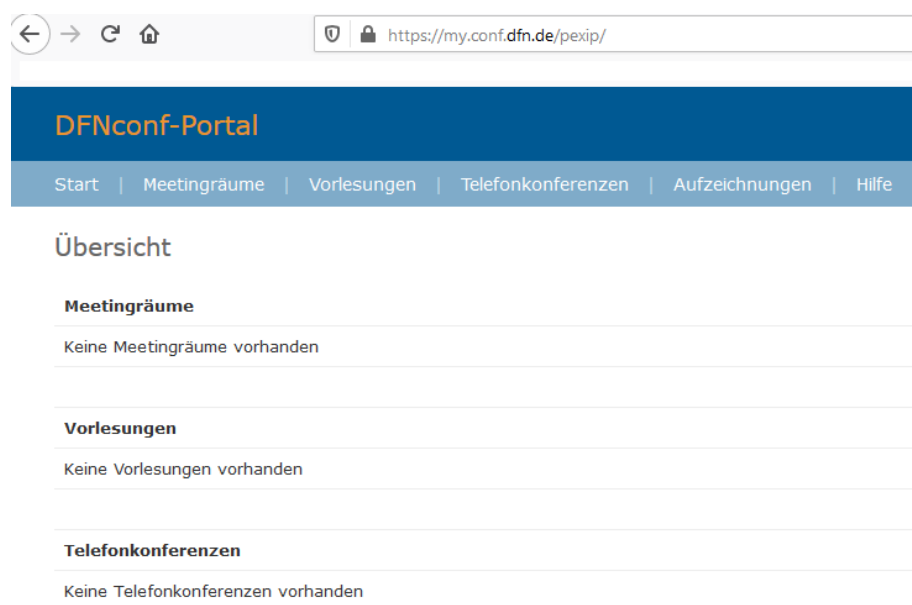 https://my.conf.dfn.de/pexip/
DFNconf-Portal
Start | Meetingräume | Vorlesungen | Telefonkonferenzen | Aufzeichnungen | Hilfe
Übersicht
Meetingräume
Keine Meetingräume vorhanden
Vorlesungen
Keine Vorlesungen vorhanden
Telefonkonferenzen
Keine Telefonkonferenzen vorhanden